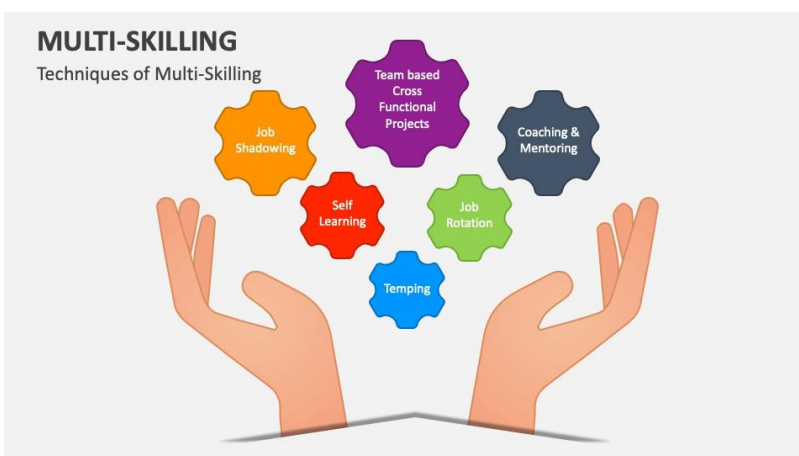 MULTI-SKILLING
Techniques of Multi-Skilling
Team based
Cross
Functional
Projects
Job
Shadowing
Coaching &
Mentoring
Self
Learning
Job
Rotation
Temping